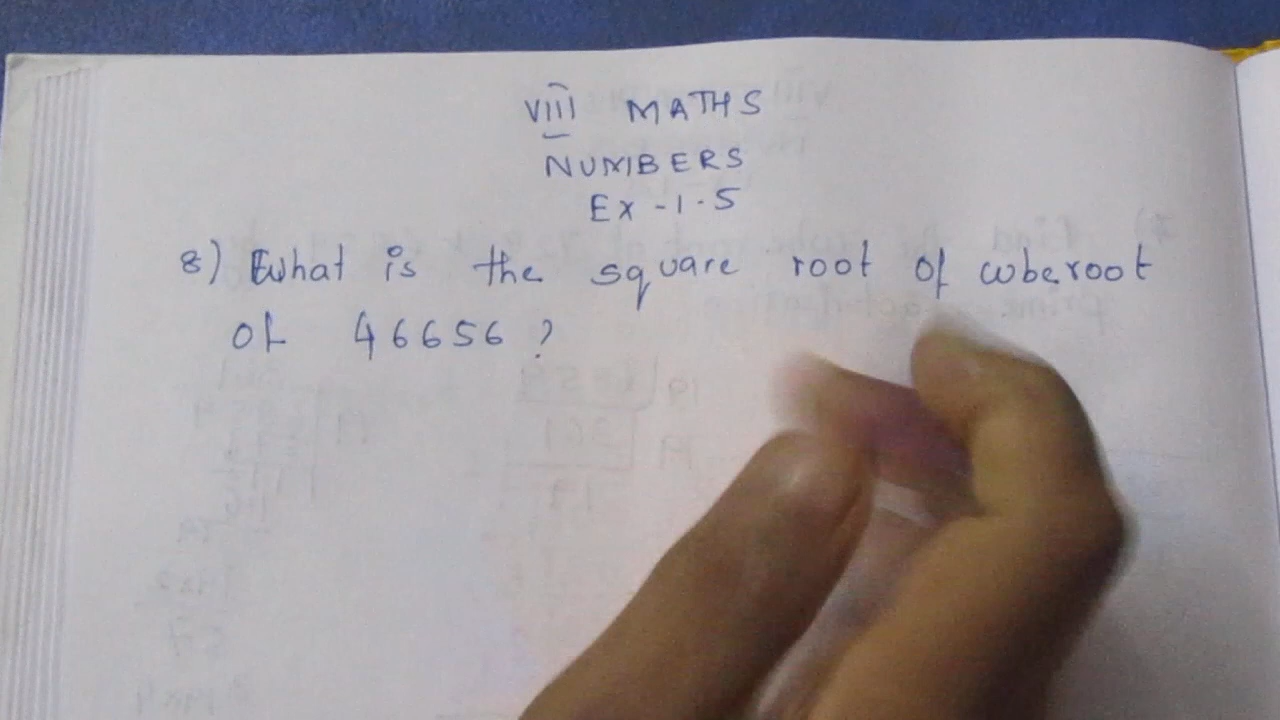 VIII MATHS
NUMBERS
Ex - 1.5
8) What is the square root of cuberoot
of 46656 ?